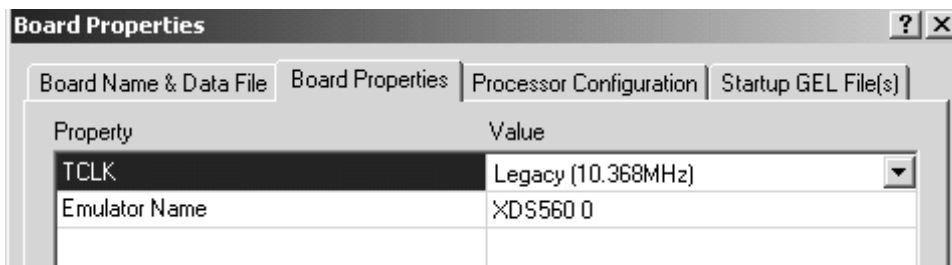 Board Properties
Board Name & Data File Board Properties Processor Configuration Startup GEL File(s)
Property Value
TCLK Legacy (10.368MHz)
Emulator Name XDS560 0